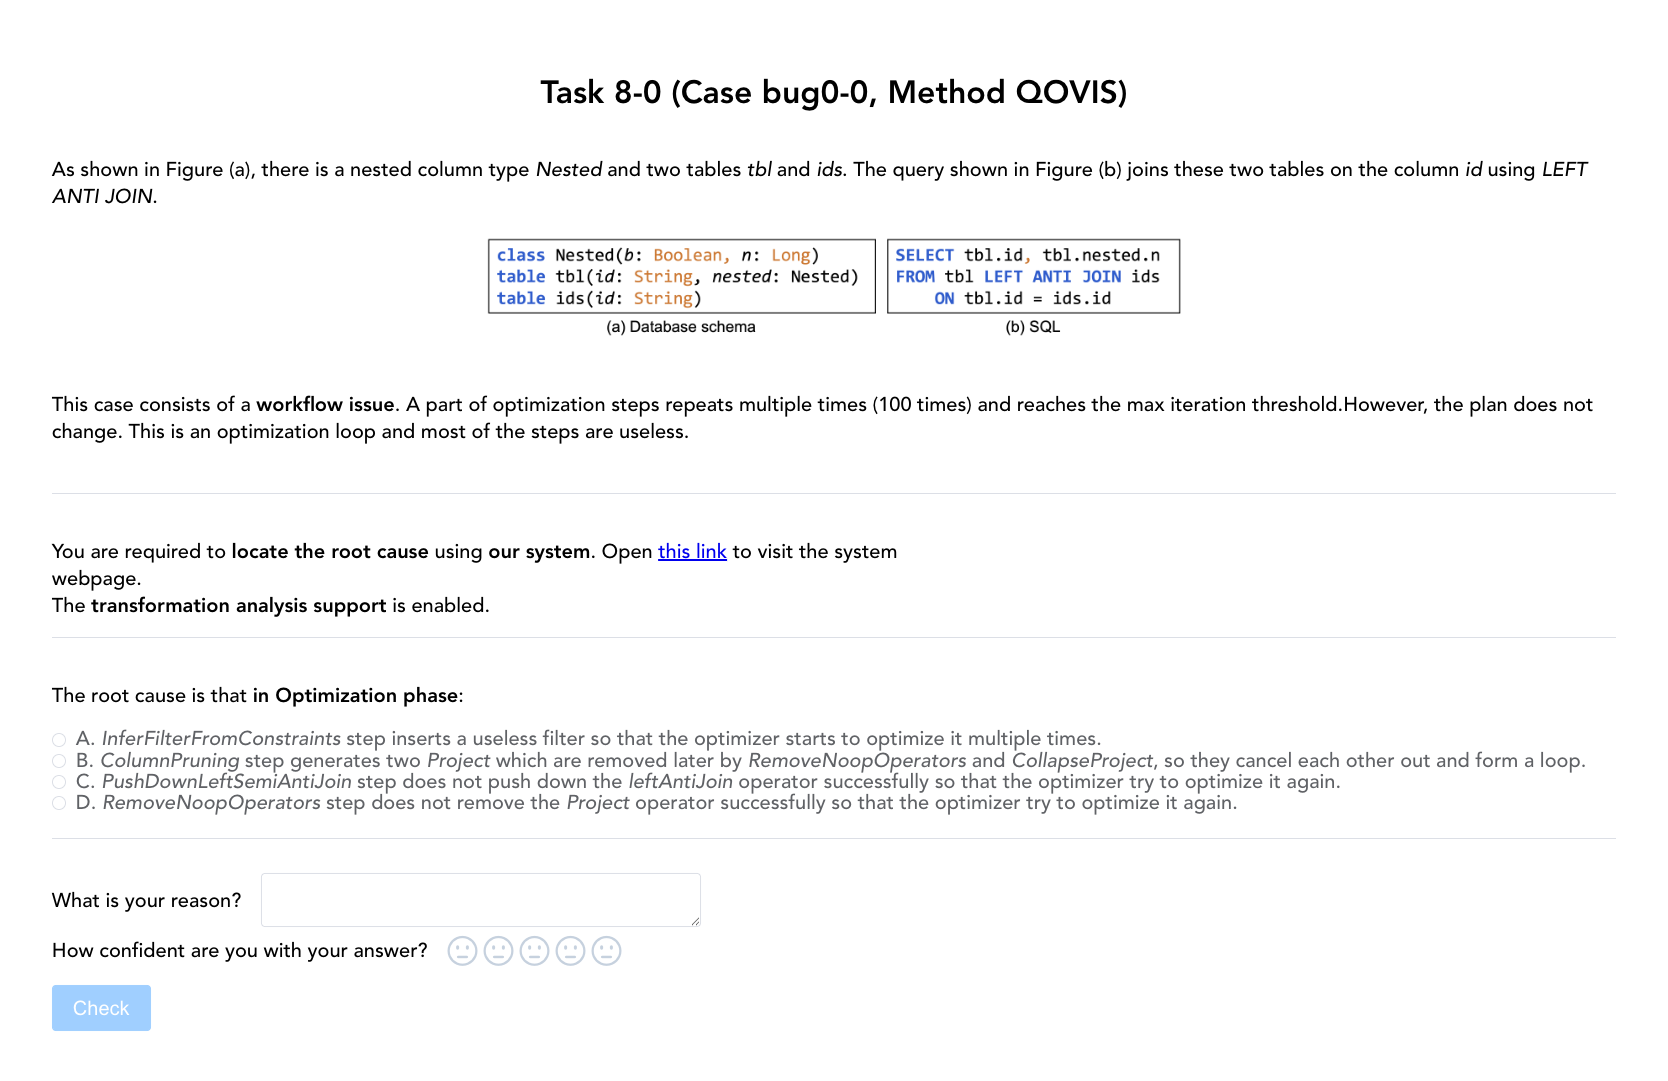 Task 8-0 (Case bug0-0, Method QOVIS)
As shown in Figure (a), there is a nested column type Nested and two tables tbl and ids. The query shown in Figure (b) joins these two tables on the column id using LEFT
ANTI JOIN.
class Nested(b: Boolean, n: Long)
table tbl(id: String, nested: Nested)
table ids(id: String)
(a) Database schema
SELECT tbl.id, tbl.nested.n
FROM tbl LEFT ANTI JOIN ids
ON tbl.id = ids.id
(b) SQL
This case consists of a workflow issue. A part of optimization steps repeats multiple times (100 times) and reaches the max iteration threshold.However, the plan does not
change. This is an optimization loop and most of the steps are useless.
You are required to locate the root cause using our system. Open this link to visit the system
webpage.
The transformation analysis support is enabled.
The root cause is that in Optimization phase:
A. InferFilterFromConstraints step inserts a useless filter so that the optimizer starts to optimize it multiple times.
B. ColumnPruning step generates two Project which are removed later by RemoveNoopOperators and CollapseProject, so they cancel each other out and form a loop.
C. PushDownLeftSemiAntiJoin step does not push down the leftAntiJoin operator successfully so that the optimizer try to optimize it again.
D. RemoveNoopOperators step does not remove the Project operator successfully so that the optimizer try to optimize it again.
What is your reason?
How confident are you with your answer?
Check